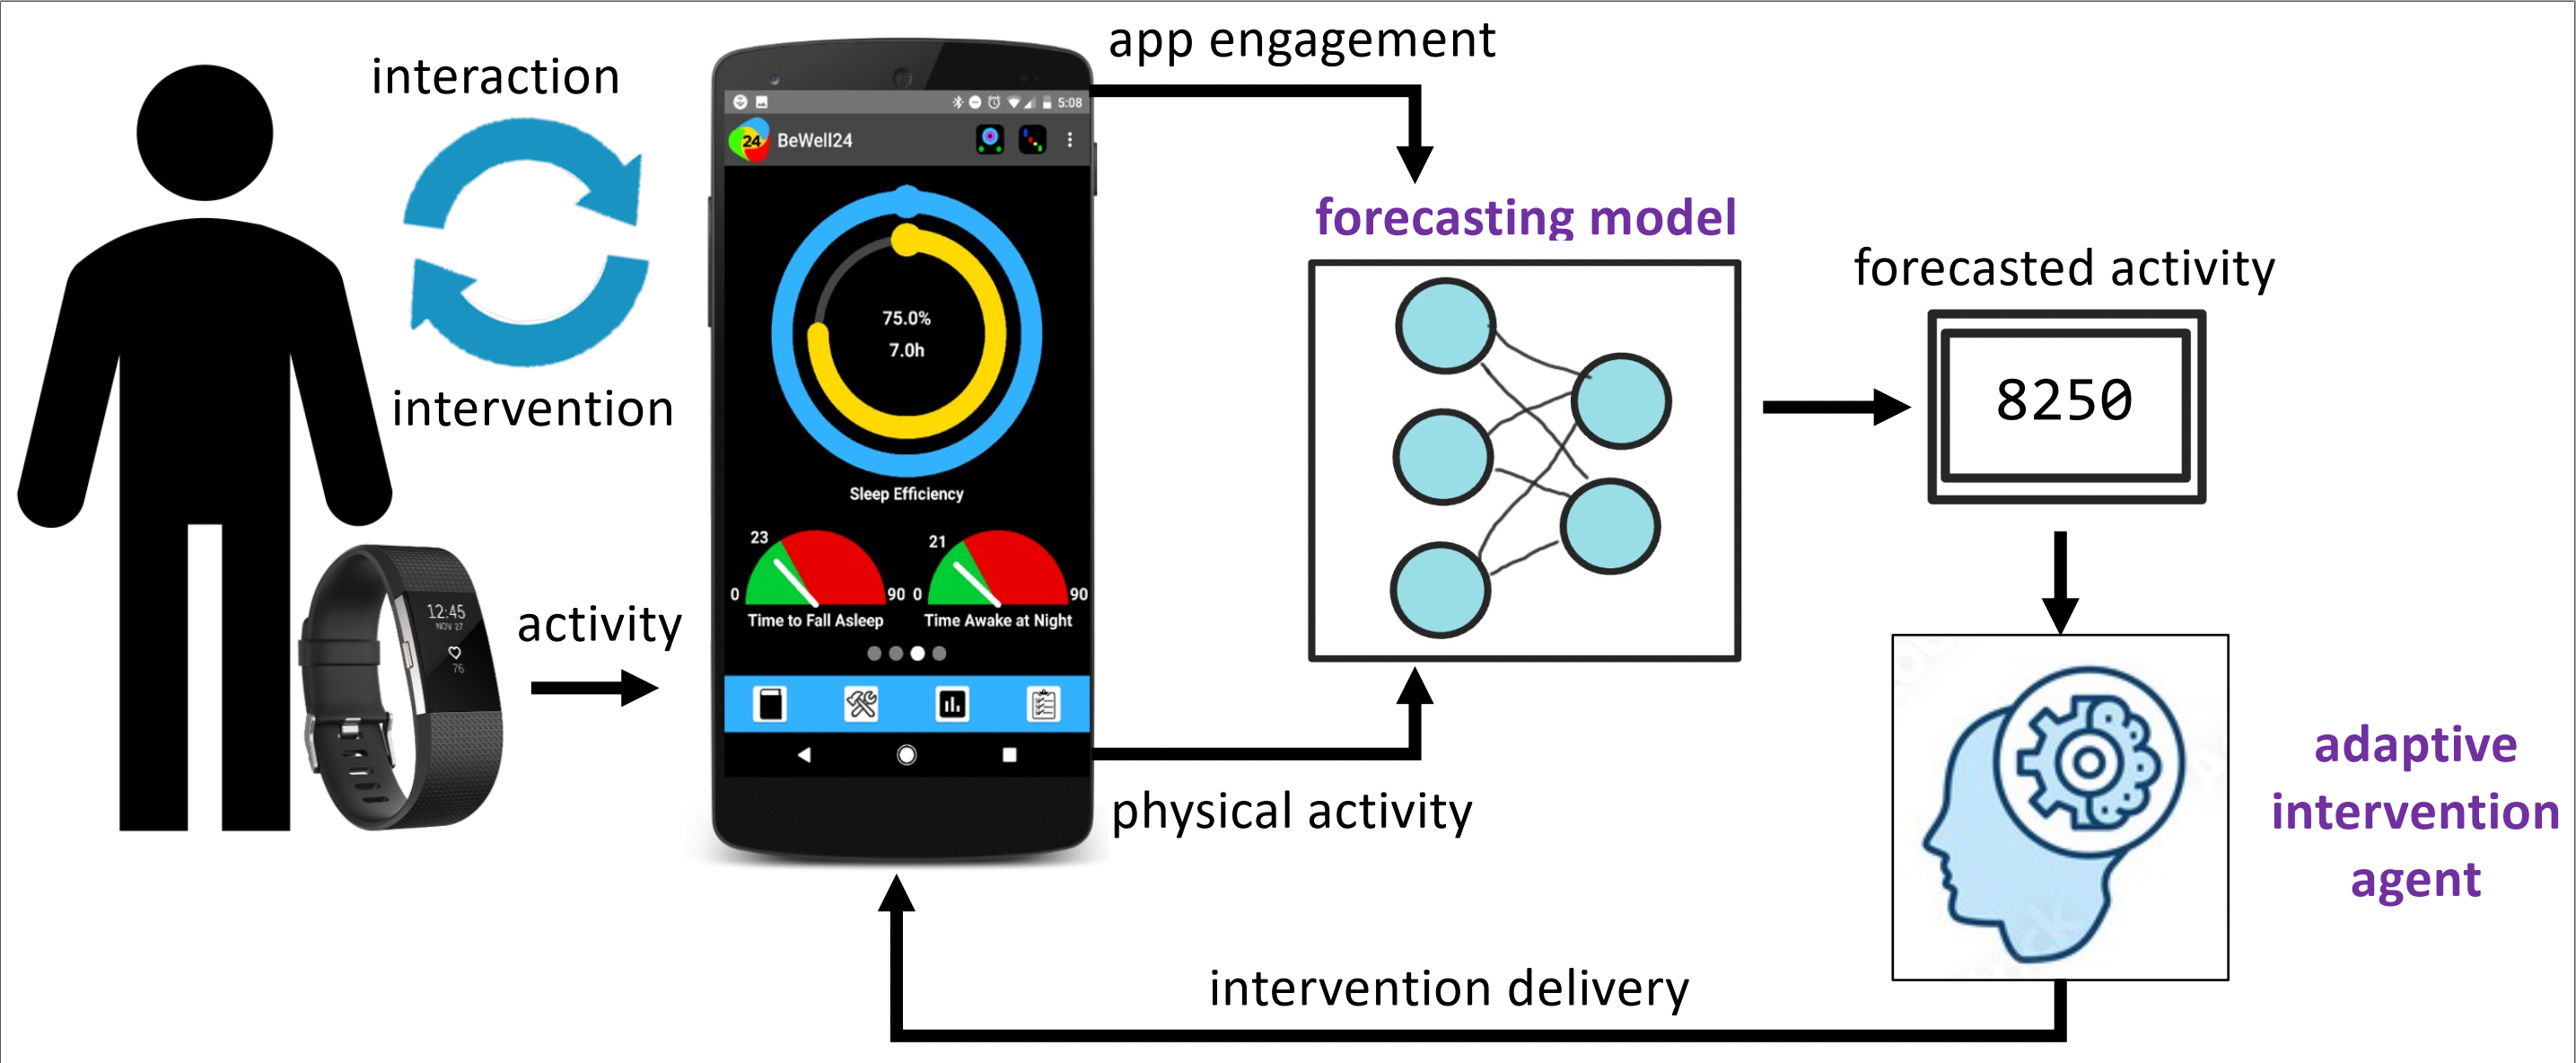 interaction
intervention
activity
12:45
NOV 27
76
5:08
24
BeWell24
75.0%
7.0h
Sleep Efficiency
23
0
90
Time to Fall Asleep
21
0
90
Time Awake at Night
app engagement
physical activity
forecasting model
forecasted activity
8250
adaptive
intervention
agent
intervention delivery